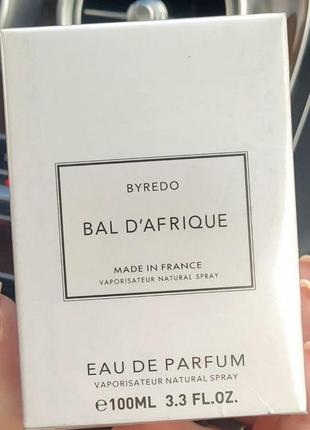 BYREDO
BAL D'AFRIQUE
MADE IN FRANCE
VAPORISATEUR NATURAL SPRAY
EAU DE PARFUM
VAPORISATEUR NATURAL SPRAY
℮100ML 3.3 FL.OZ.